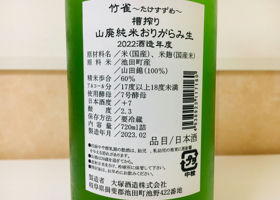 竹雀～たけすずめ～
槽搾り
山廃純米おりがらみ生
2022酒造年度
原材料名/米(国産)、米麹(国産米)
原料米/池田町産
山田錦(100%)
精米歩合/60%
アルコール分/17度以上18度未満
使用酵母/7号酵母
日本酒度/+7
酸度/2.3
保存方法/要冷蔵
内容量/720ml詰
製造年月/2023.02
品目/日本酒
製造者/大塚酒造株式会社
岐阜県揖斐郡池田町池野422番地